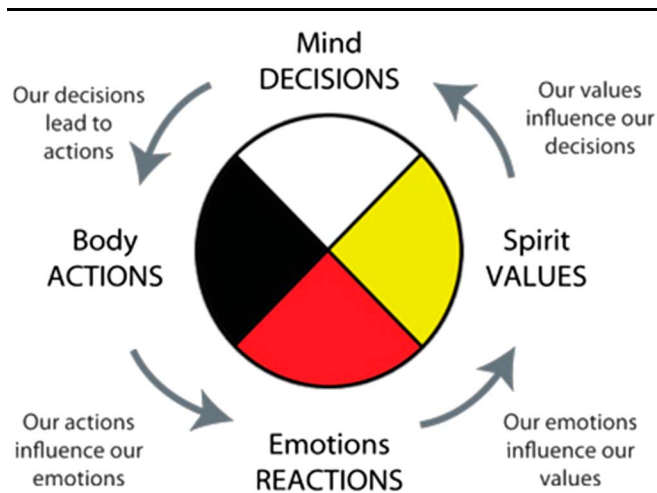 Mind
DECISIONS
Our decisions
lead to
actions
Our values
influence our
decisions
Body
ACTIONS
Spirit
VALUES
Our actions
influence our
emotions
Emotions
REACTIONS
Our emotions
influence our
values